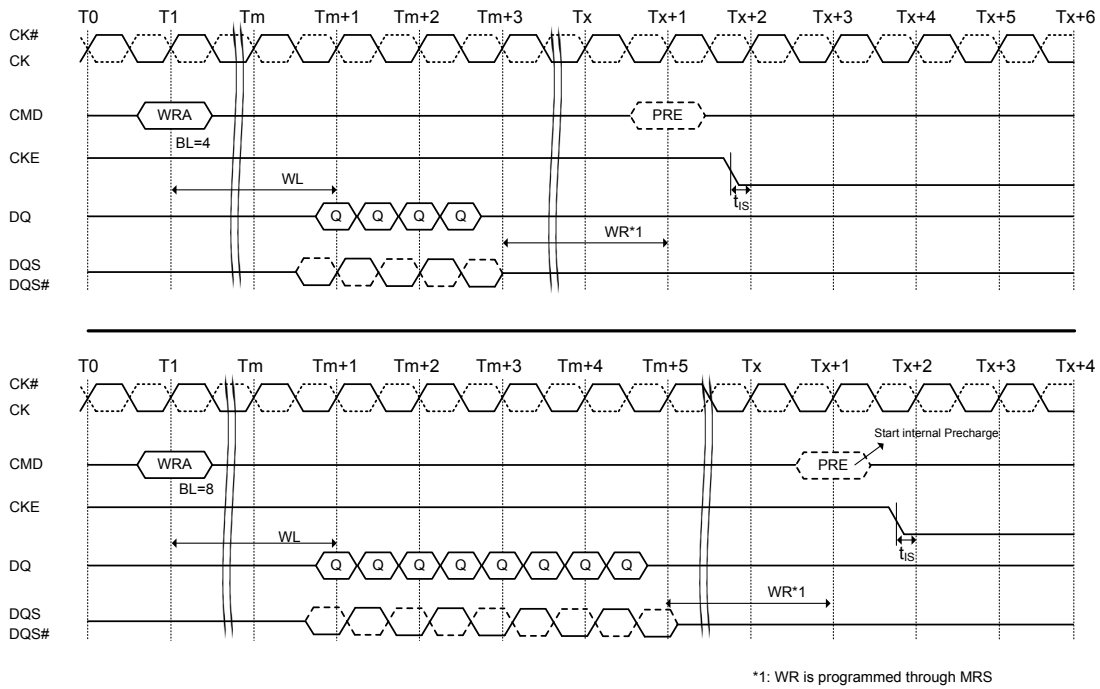 T0 T1 Tm Tm+1 Tm+2 Tm+3 Tx Tx+1 Tx+2 Tx+3 Tx+4 Tx+5 Tx+6
CK#
CK
CMD WRA PRE
BL=4
CKE
WL tIS
DQ Q Q Q Q
WR*1
DQS
DQS#
T0 T1 Tm Tm+1 Tm+2 Tm+3 Tm+4 Tm+5 Tx Tx+1 Tx+2 Tx+3 Tx+4
CK#
CK
Start internal Precharge
CMD WRA PRE
BL=8
CKE
WL tIS
DQ Q Q Q Q Q Q Q Q
WR*1
DQS
DQS#
*1: WR is programmed through MRS